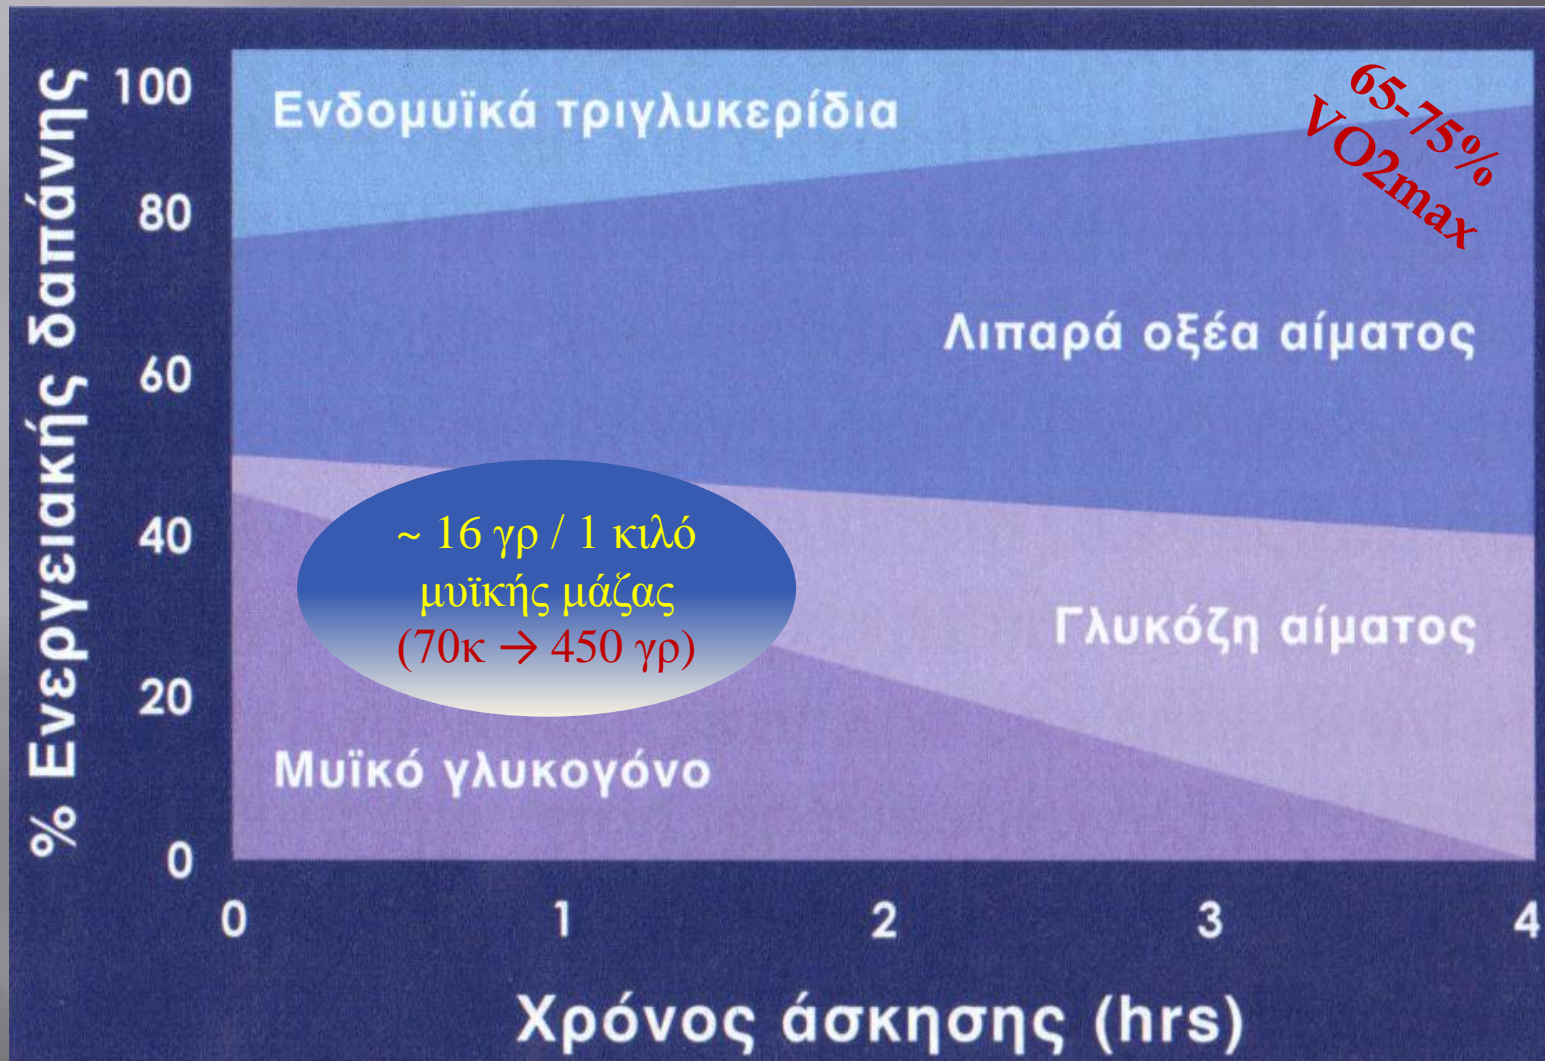 % Ενεργειακής δαπάνης
100
80
60
40
20
0
Ενδομυϊκά τριγλυκερίδια
65-75%
VO2max
Λιπαρά οξέα αίματος
~ 16 γρ / 1 κιλό
μυϊκής μάζας
(70κ → 450 γρ)
Γλυκόζη αίματος
Μυϊκό γλυκογόνο
0 1 2 3 4
Χρόνος άσκησης (hrs)